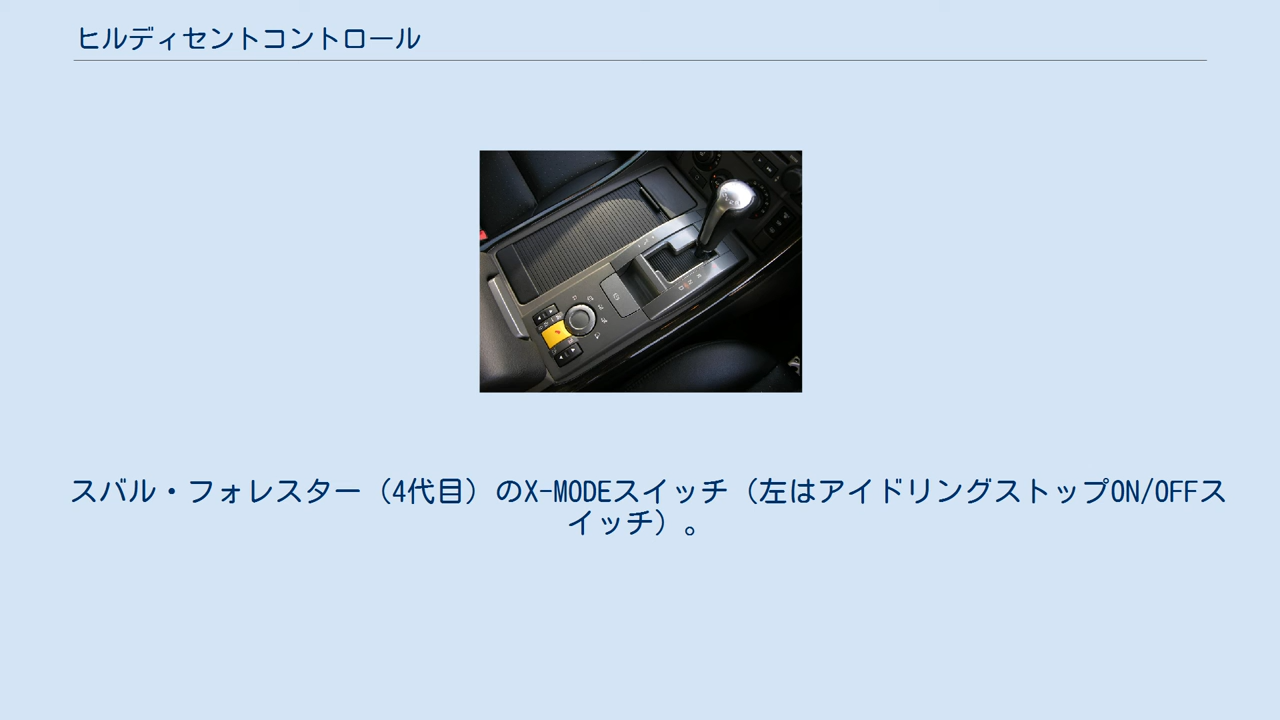 ヒルディセントコントロール
スバル・フォレスター（4代目）のX-MODEスイッチ（左はアイドリングストップON/OFFス
イッチ）。